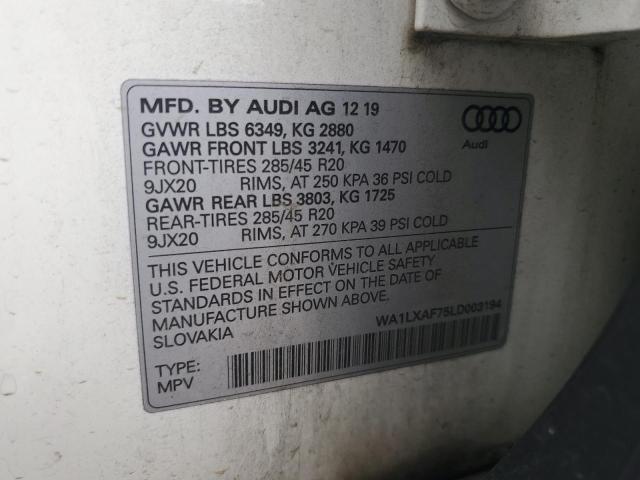 MFD. BY AUDI AG 12 19
GVWR LBS 6349, KG 2880
GAWR FRONT LBS 3241, KG 1470
FRONT-TIRES 285/45 R20
9JX20 RIMS, AT 250 KPA 36 PSI COLD
GAWR REAR LBS 3803, KG 1725
REAR-TIRES 285/45 R20
9JX20 RIMS, AT 270 KPA 39 PSI COLD
Audi
THIS VEHICLE CONFORMS TO ALL APPLICABLE
U.S. FEDERAL MOTOR VEHICLE SAFETY
STANDARDS IN EFFECT ON THE DATE OF
MANUFACTURE SHOWN ABOVE.
SLOVAKIA
WA1LXAF75LD003194
TYPE:
MPV